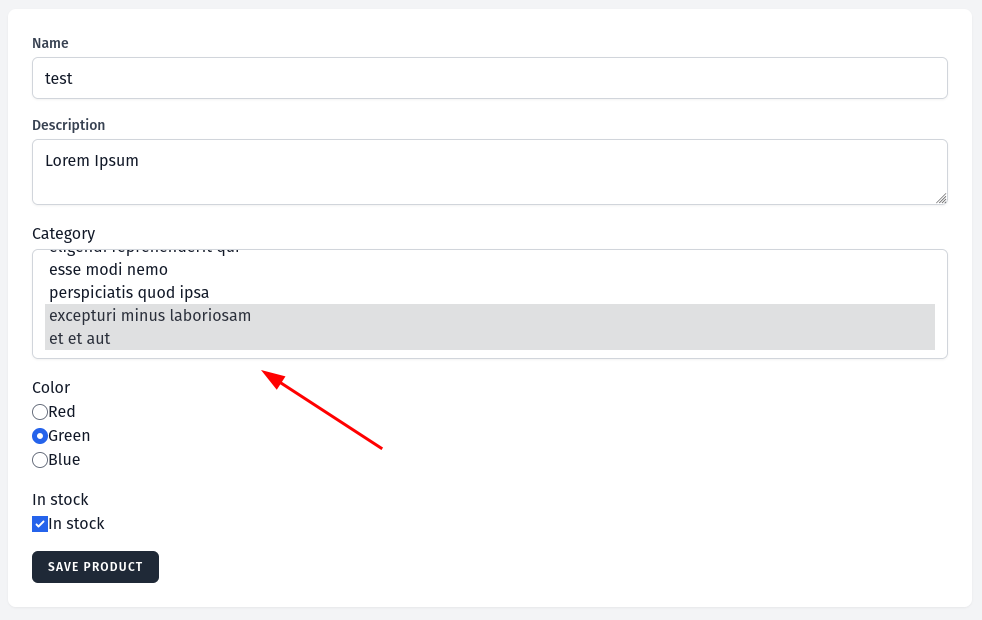 Name
test
Description
Lorem Ipsum
Category
esse modi nemo
perspiciatis quod ipsa
excepturi minus laboriosam
et et aut
Color
Red
Green
Blue
In stock
In stock
SAVE PRODUCT